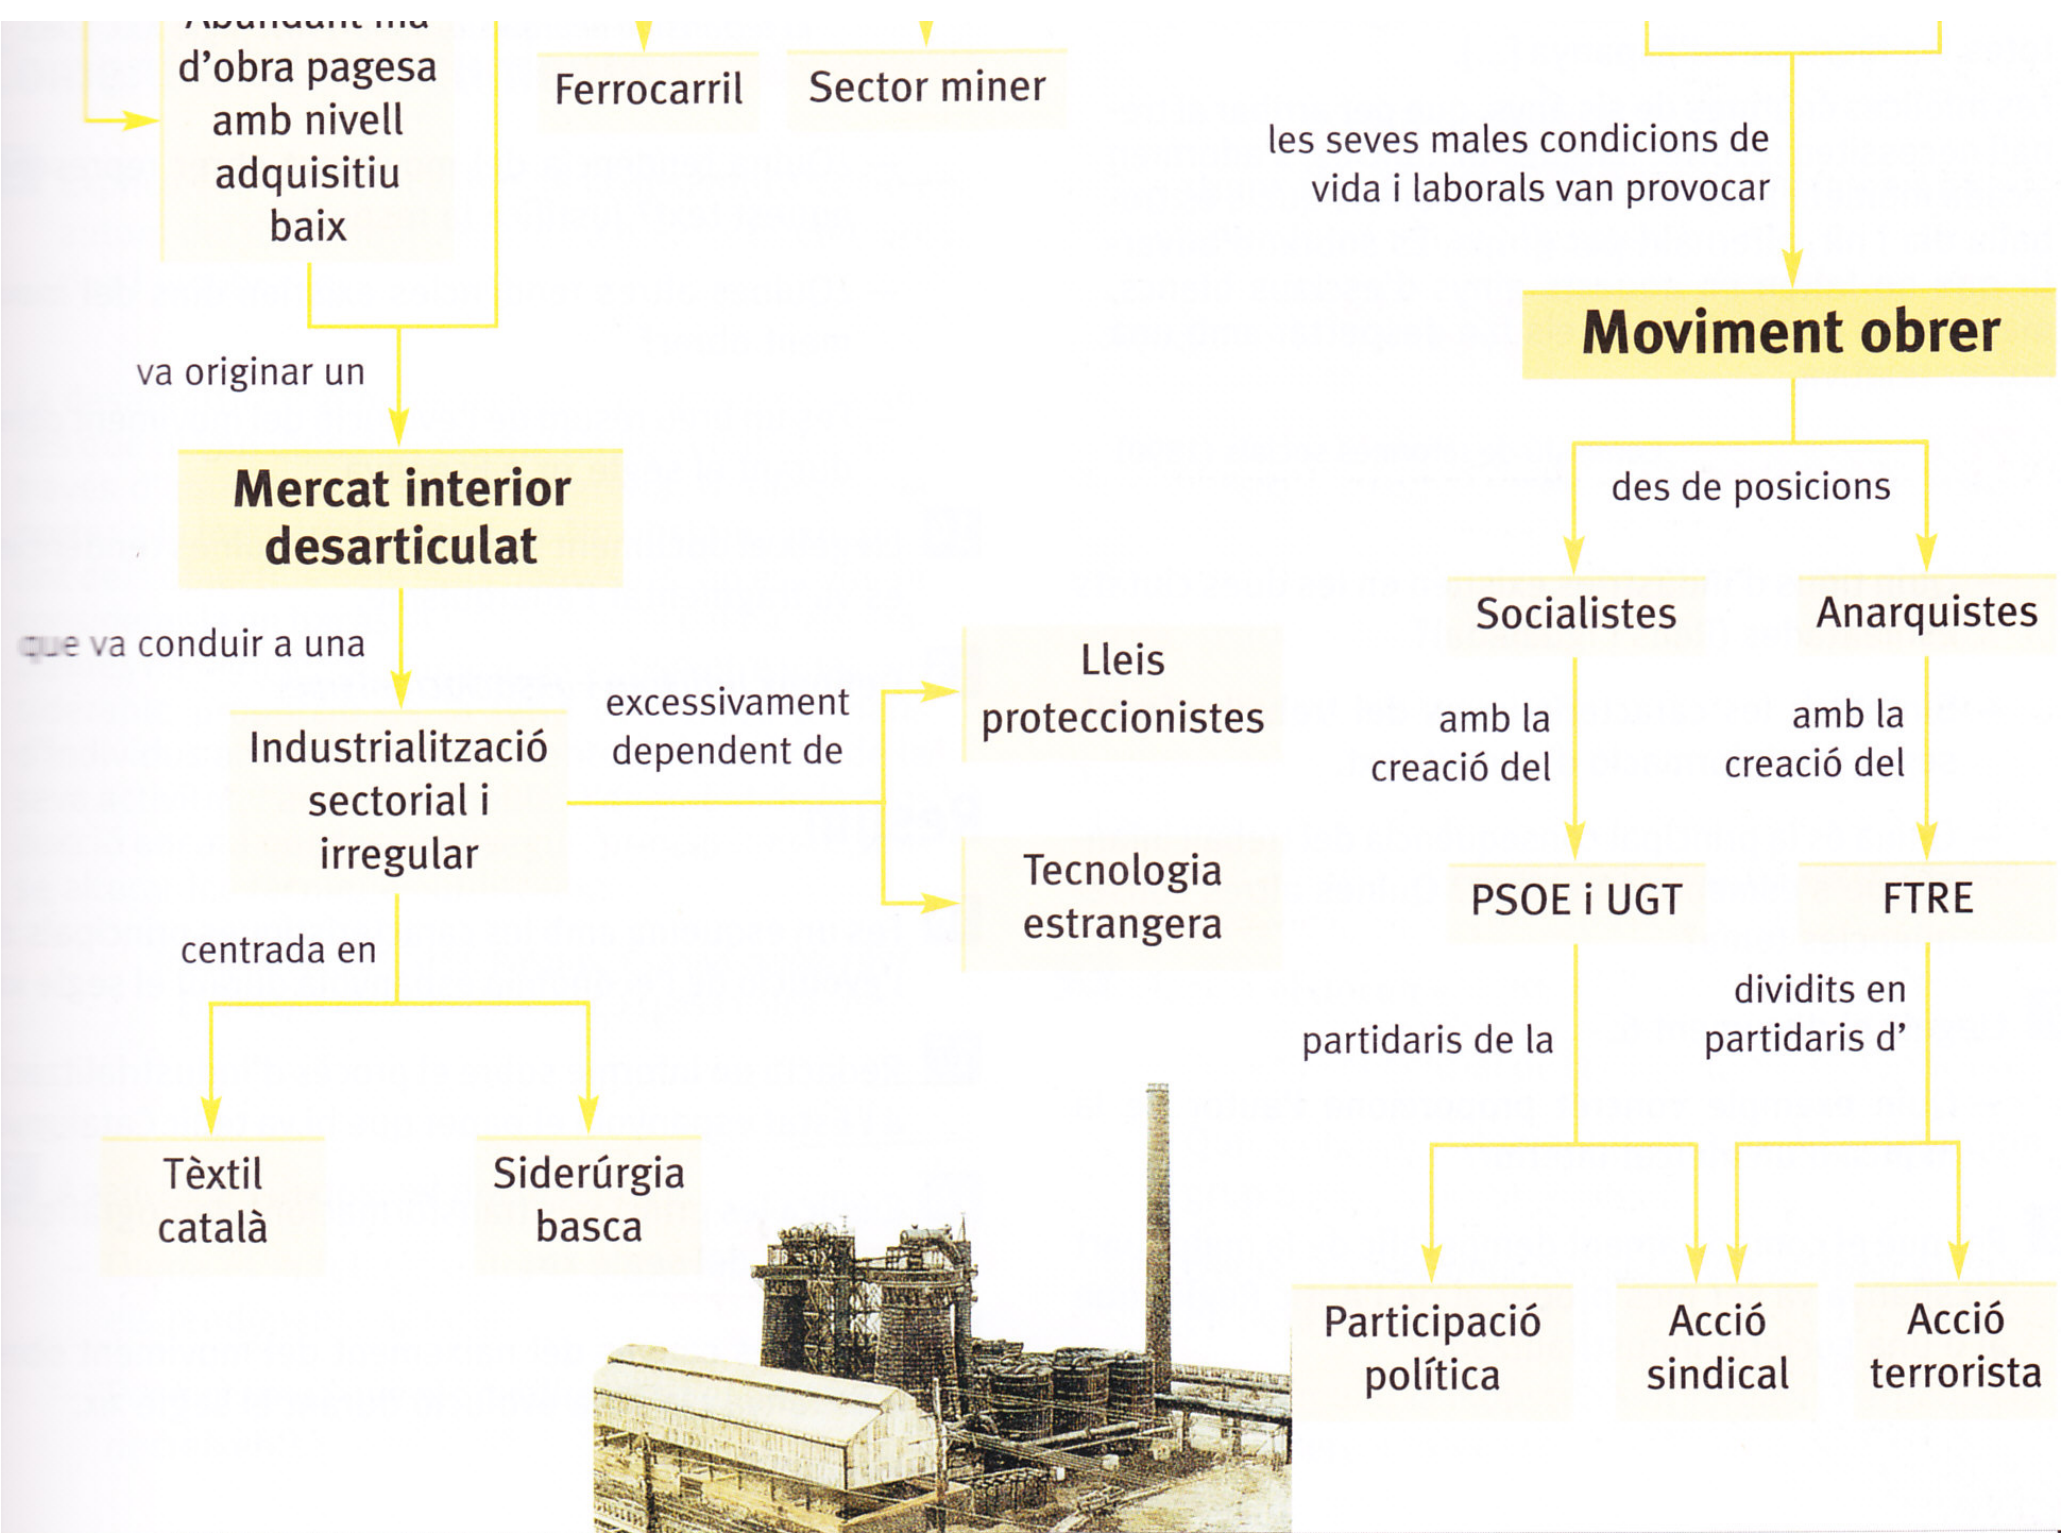 Abundant mà
d'obra pagesa
amb nivell
adquisitiu
baix
Ferrocarril
Sector miner
va originar un
Mercat interior
desarticulat
que va conduir a una
Industrialització
sectorial i
irregular
excessivament
dependent de
Lleis
proteccionistes
Tecnologia
estrangera
centrada en
Tèxtil
català
Siderúrgia
basca
les seves males condicions de
vida i laborals van provocar
Moviment obrer
des de posicions
Socialistes
Anarquistes
amb la
creació del
amb la
creació del
PSOE i UGT
FTRE
partidaris de la
dividits en
partidaris d'
Participació
política
Acció
sindical
Acció
terrorista